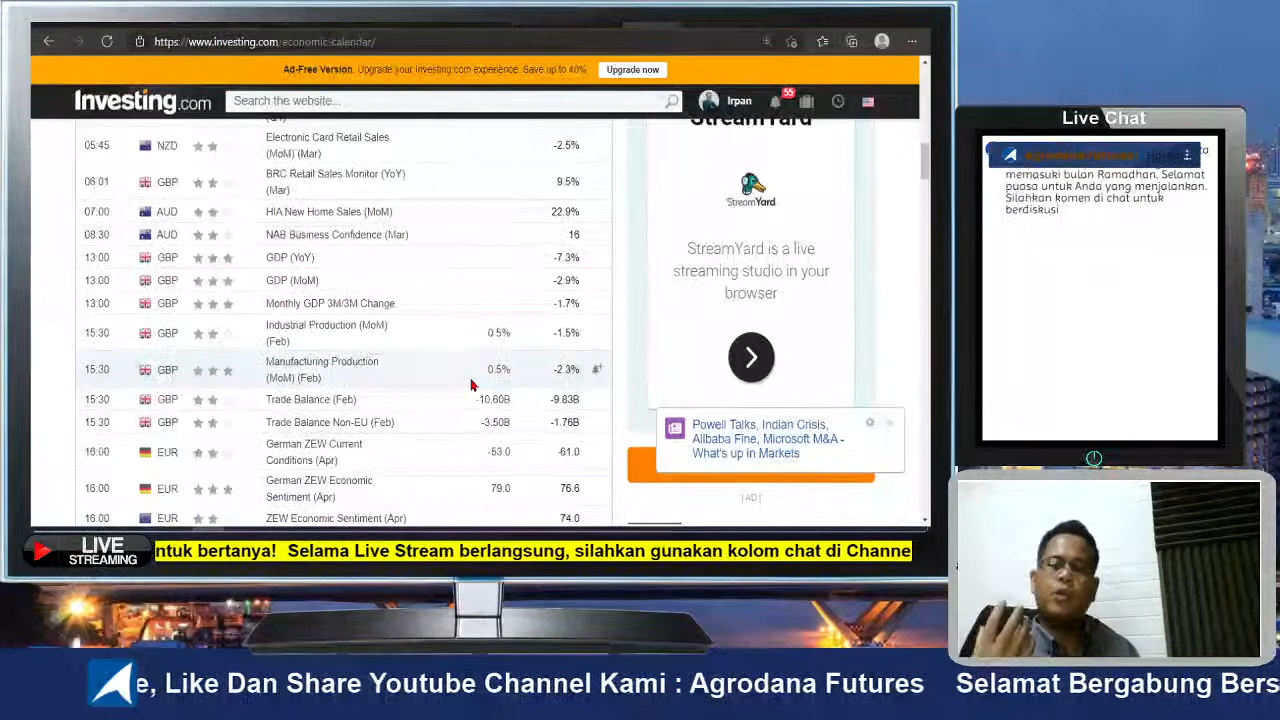 https://www.investing.com/economic-calendar/
Ad-Free Version. Upgrade your Investing.com experience. Save up to 40%
Upgrade now
Investing.com
Search the website...
Irpan
55
05:45 NZD Electronic Card Retail Sales
(MoM) (Mar) -2.5%
06:01 GBP BRC Retail Sales Monitor (YoY)
(Mar) 9.5%
07:00 AUD HIA New Home Sales (MoM) 22.9%
08:30 AUD NAB Business Confidence (Mar) 16
13:00 GBP GDP (YoY) -7.3%
13:00 GBP GDP (MoM) -2.9%
13:00 GBP Monthly GDP 3M/3M Change -1.7%
15:30 GBP Industrial Production (MoM)
(Feb) 0.5% -1.5%
15:30 GBP Manufacturing Production
(MoM) (Feb) 0.5% -2.3%
15:30 GBP Trade Balance (Feb) -10.60B -9.83B
15:30 GBP Trade Balance Non-EU (Feb) -3.50B -1.76B
16:00 EUR German ZEW Current
Conditions (Apr) -53.0 -61.0
16:00 EUR German ZEW Economic
Sentiment (Apr) 79.0 76.6
16:00 EUR ZEW Economic Sentiment (Apr) 74.0
StreamYard
StreamYard
StreamYard is a live
streaming studio in your
browser
Powell Talks, Indian Crisis,
Alibaba Fine, Microsoft M&A -
What's up in Markets
| AD |
Live Chat
memasuki bulan Ramadhan, Selamat
puasa untuk Anda yang menjalankan.
Silahkan komen di chat untuk
berdiskusi
LIVE
STREAMING
ntuk bertanya! Selama Live Stream berlangsung, silahkan gunakan kolom chat di Channe
e, Like Dan Share Youtube Channel Kami : Agrodana Futures Selamat Bergabung Bers